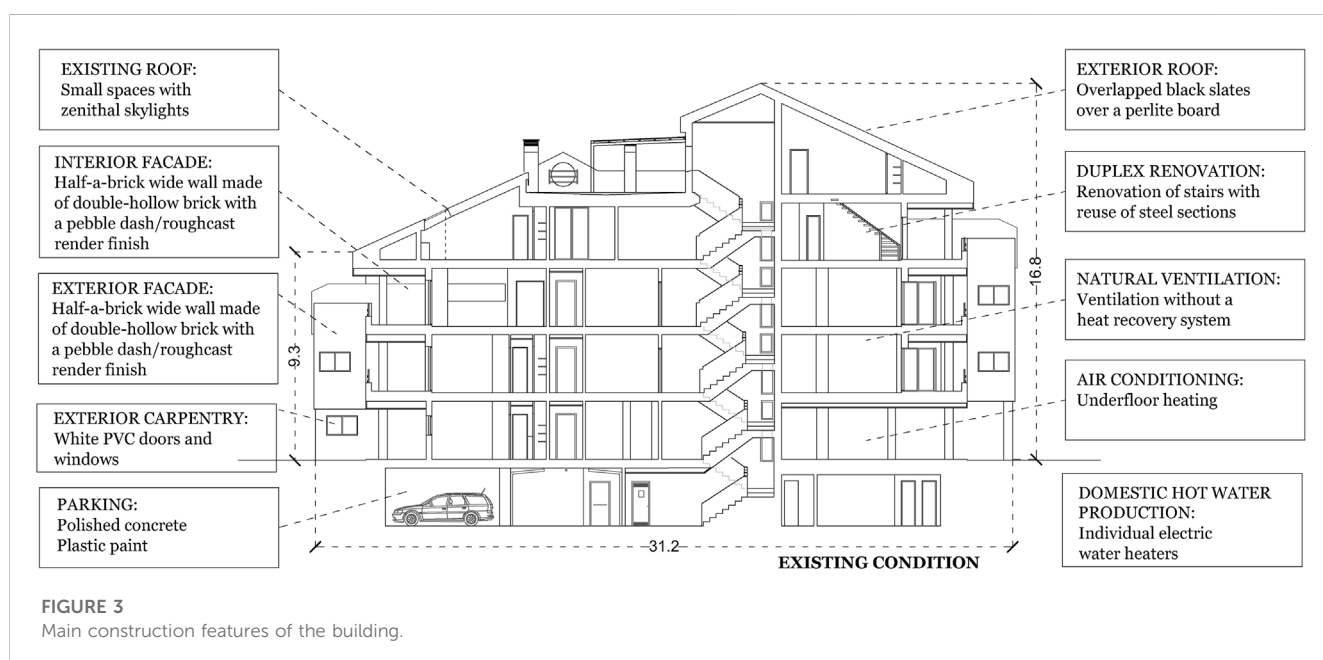 EXISTING ROOF:
Small spaces with
zenithal skylights
INTERIOR FACADE:
Half-a-brick wide wall made
of double-hollow brick with
a pebble dash/roughcast
render finish
EXTERIOR FACADE:
Half-a-brick wide wall made
of double-hollow brick with
a pebble dash/roughcast
render finish
EXTERIOR CARPENTRY:
White PVC doors and
windows
PARKING:
Polished concrete
Plastic paint
9.3
31.2
16.8
EXTERIOR ROOF:
Overlapped black slates
over a perlite board
DUPLEX RENOVATION:
Renovation of stairs with
reuse of steel sections
NATURAL VENTILATION:
Ventilation without a
heat recovery system
AIR CONDITIONING:
Underfloor heating
DOMESTIC HOT WATER
PRODUCTION:
Individual electric
water heaters
EXISTING CONDITION
FIGURE 3
Main construction features of the building.